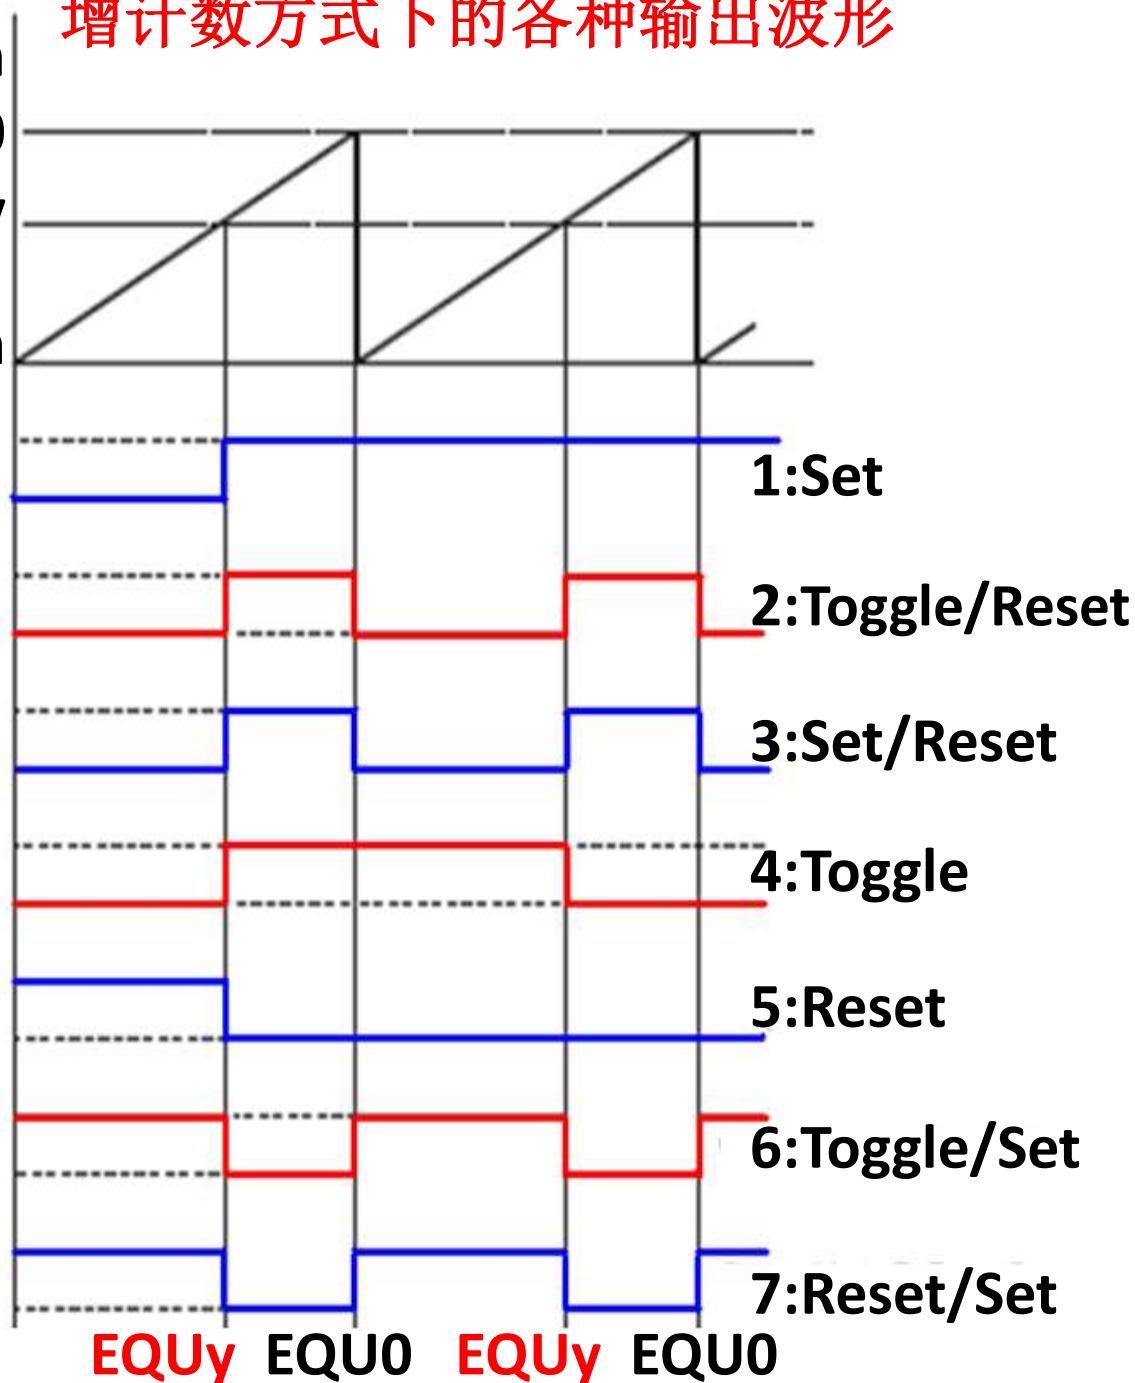 增计数方式下的各种输出波形
1:Set
2:Toggle/Reset
3:Set/Reset
4:Toggle
5:Reset
6:Toggle/Set
7:Reset/Set
EQUy EQU0 EQUy EQU0